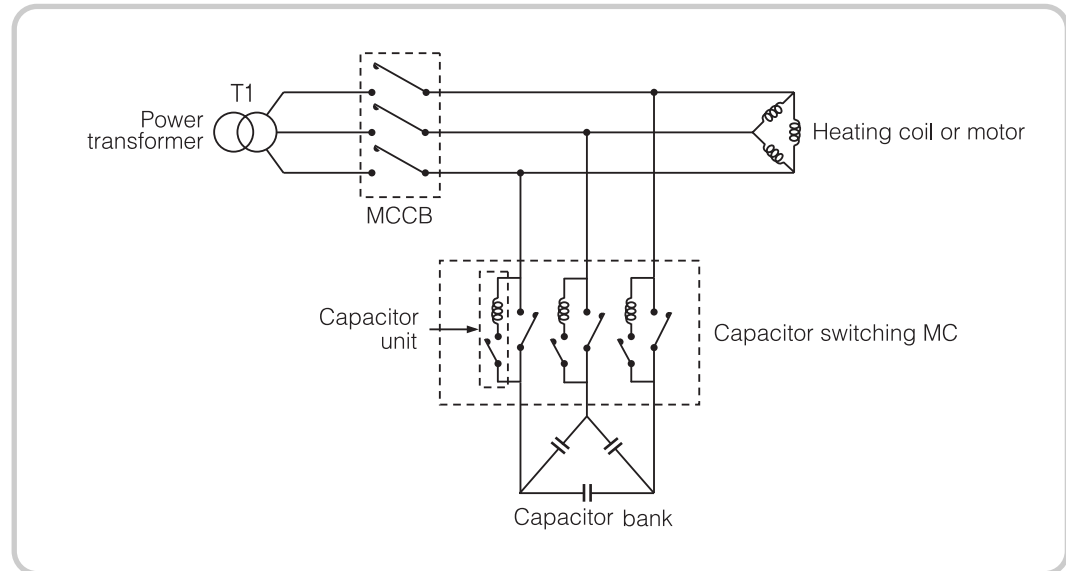 T1
Power
transformer
MCCB
Heating coil or motor
Capacitor
unit
Capacitor switching MC
Capacitor bank